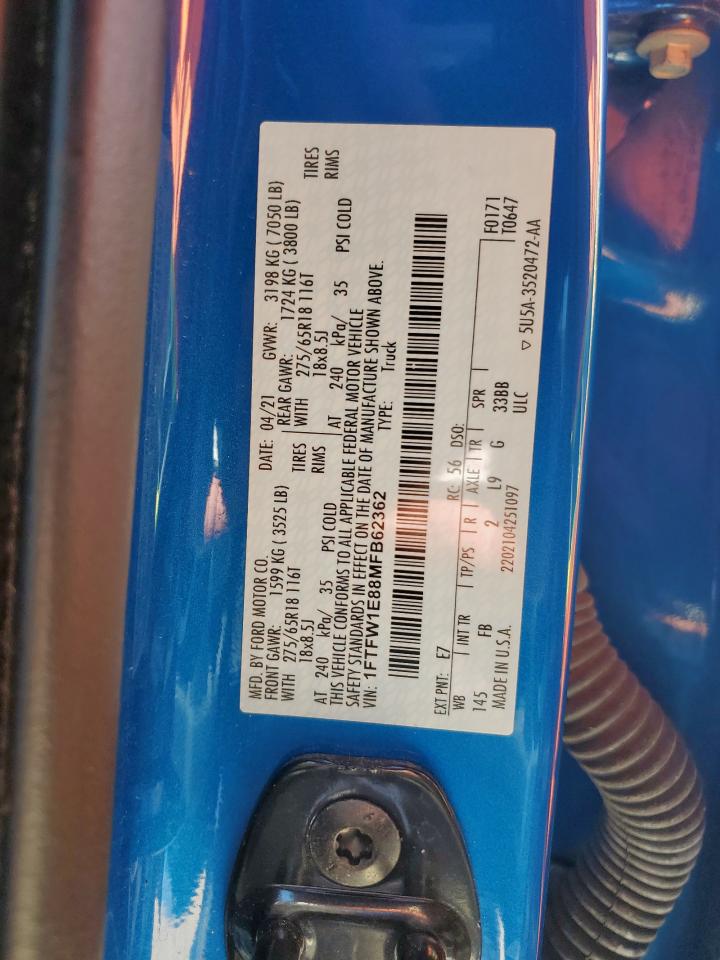 MFD. BY FORD MOTOR CO.
DATE: 04/21 GVWR: 3198 KG ( 7050 LB)
FRONT GAWR: 1599 KG ( 3525 LB) REAR GAWR: 1724 KG ( 3800 LB)
WITH 275/65R18 116T TIRES WITH 275/65R18 116T TIRES
18x8.5J RIMS 18x8.5J RIMS
AT 240 kPa/ 35 PSI COLD AT 240 kPa/ 35 PSI COLD
THIS VEHICLE CONFORMS TO ALL APPLICABLE FEDERAL MOTOR VEHICLE
SAFETY STANDARDS IN EFFECT ON THE DATE OF MANUFACTURE SHOWN ABOVE.
VIN: 1FTFW1E88MFB62362 TYPE: Truck
EXT PNT: E7 RC: 56 DSO: F0171
WB INT TR TP/PS R AXLE TR SPR T0647
145 FB 2 L9 G 33BB
MADE IN U.S.A. 2202104251097 ULC ▽ 5U5A-3520472-AA